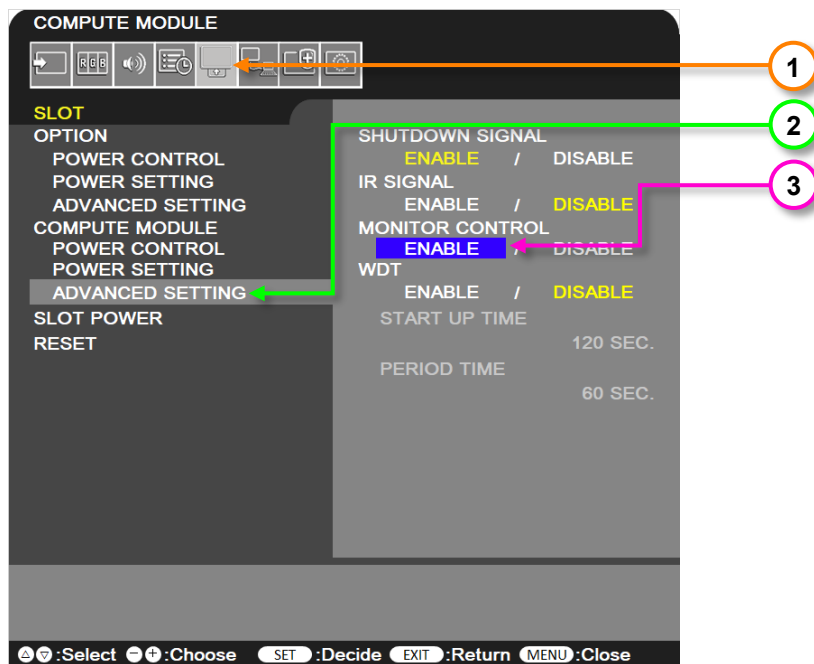 COMPUTE MODULE
RGB
1
SLOT
2
OPTION
POWER CONTROL
POWER SETTING
ADVANCED SETTING
COMPUTE MODULE
POWER CONTROL
POWER SETTING
ADVANCED SETTING
SLOT POWER
RESET
SHUTDOWN SIGNAL
ENABLE / DISABLE
3
IR SIGNAL
ENABLE / DISABLE
MONITOR CONTROL
ENABLE / DISABLE
WDT
ENABLE / DISABLE
START UP TIME
120 SEC.
PERIOD TIME
60 SEC.
:Select :Choose SET :Decide EXIT :Return MENU :Close